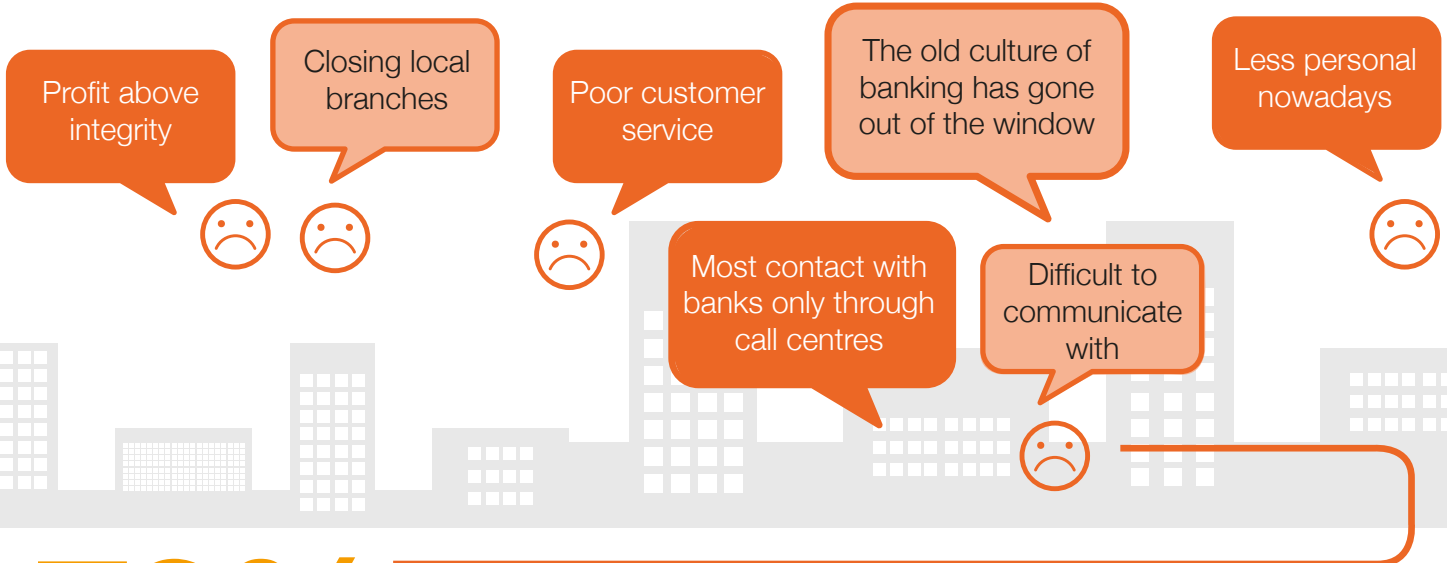 Profit above
integrity
Closing local
branches
Poor customer
service
The old culture of
banking has gone
out of the window
Less personal
nowadays
Most contact with
banks only through
call centres
Difficult to
communicate
with